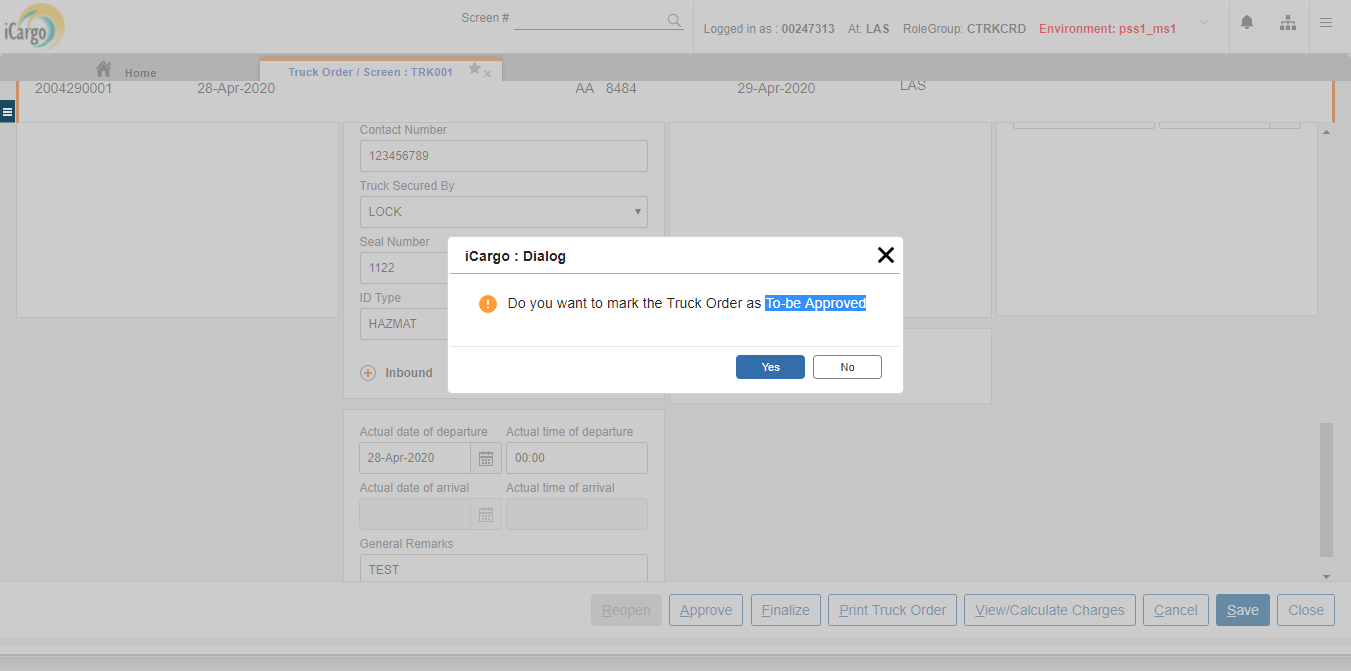 iCargo
Screen #
Logged in as : 00247313 At: LAS RoleGroup: CTRKCRD Environment: pss1_ms1
Home
Truck Order / Screen : TRK001
2004290001 28-Apr-2020 AA 8484 29-Apr-2020 LAS
Contact Number
123456789
Truck Secured By
LOCK
Seal Number
1122
ID Type
HAZMAT
Inbound
iCargo : Dialog
Do you want to mark the Truck Order as To-be Approved
Yes No
Actual date of departure Actual time of departure
28-Apr-2020 00:00
Actual date of arrival Actual time of arrival
General Remarks
TEST
Reopen Approve Finalize Print Truck Order View/Calculate Charges Cancel Save Close